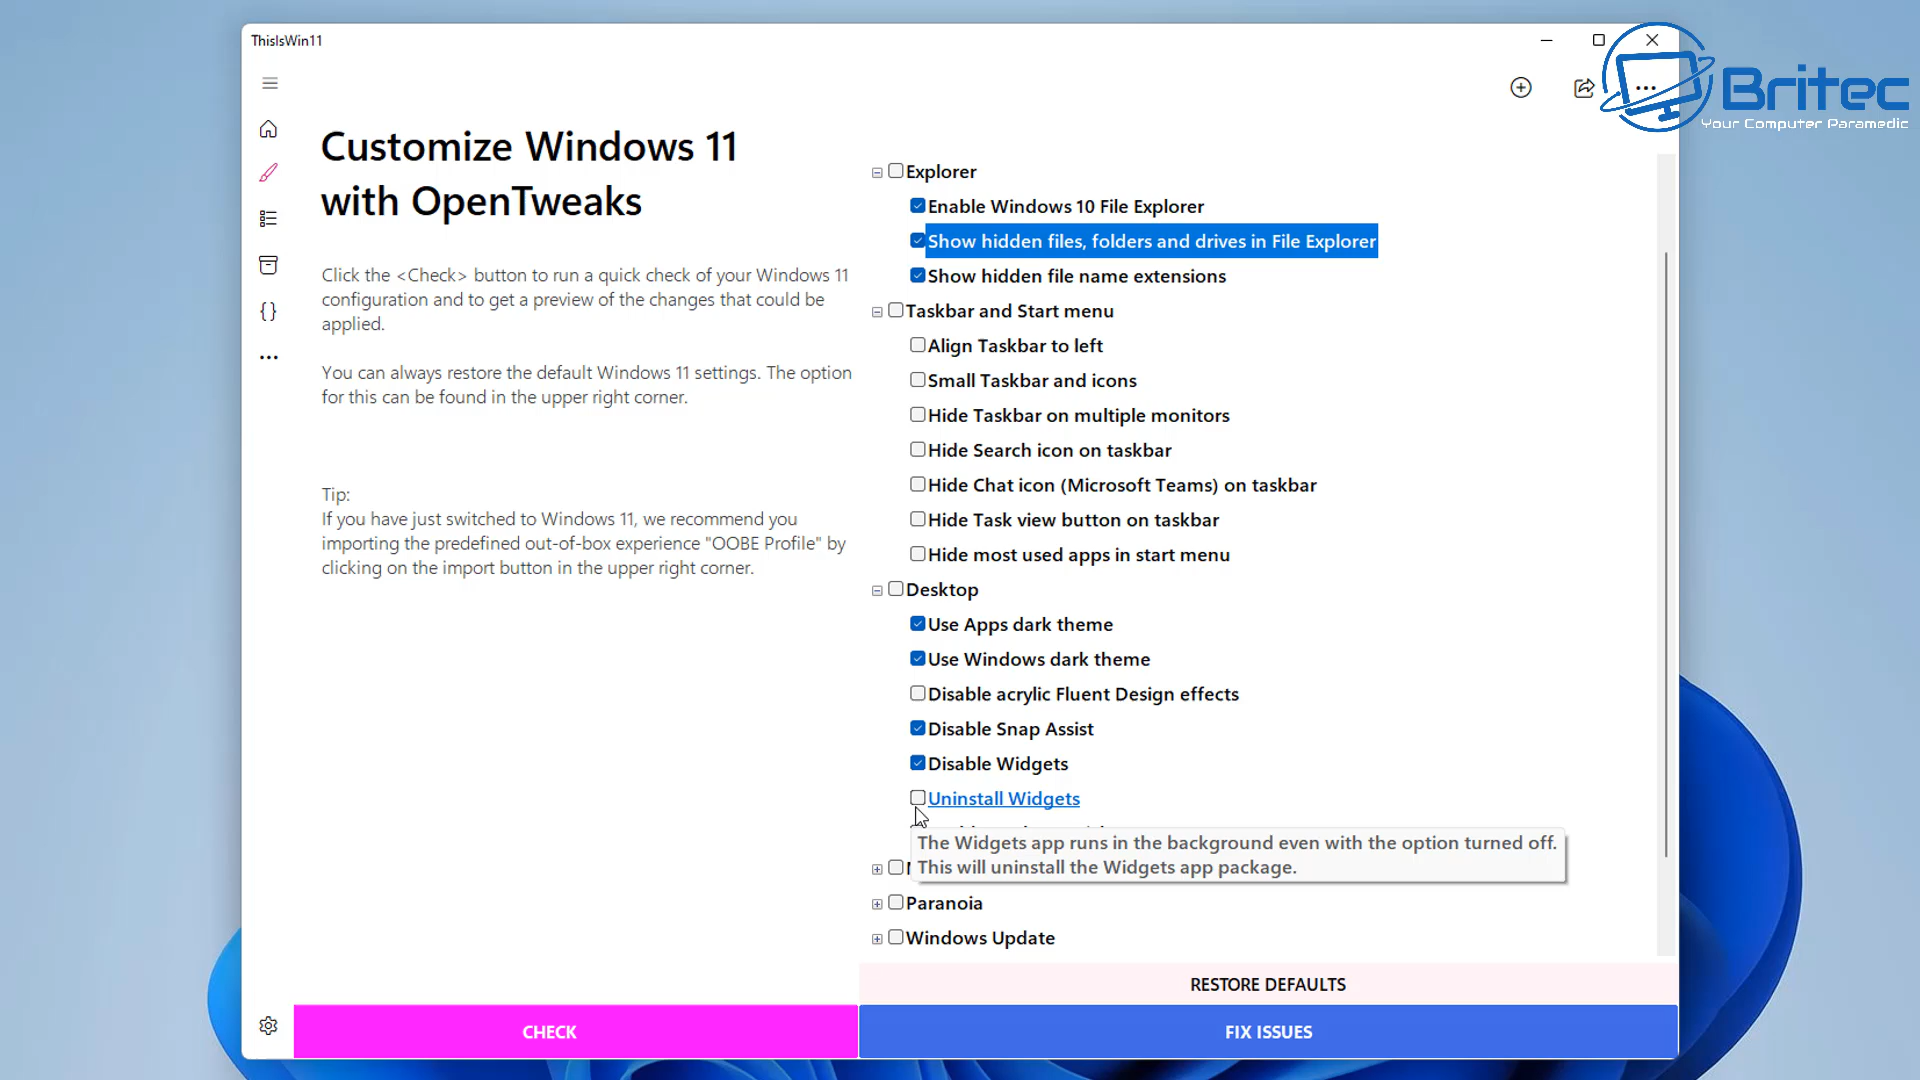 ThisIsWin11
Britec
Your Computer Paramedic
Customize Windows 11
with OpenTweaks
Click the <Check> button to run a quick check of your Windows 11
configuration and to get a preview of the changes that could be
applied.
You can always restore the default Windows 11 settings. The option
for this can be found in the upper right corner.
Tip:
If you have just switched to Windows 11, we recommend you
importing the predefined out-of-box experience "OOBE Profile" by
clicking on the import button in the upper right corner.
Explorer
Enable Windows 10 File Explorer
Show hidden files, folders and drives in File Explorer
Show hidden file name extensions
Taskbar and Start menu
Align Taskbar to left
Small Taskbar and icons
Hide Taskbar on multiple monitors
Hide Search icon on taskbar
Hide Chat icon (Microsoft Teams) on taskbar
Hide Task view button on taskbar
Hide most used apps in start menu
Desktop
Use Apps dark theme
Use Windows dark theme
Disable acrylic Fluent Design effects
Disable Snap Assist
Disable Widgets
Uninstall Widgets
The Widgets app runs in the background even with the option turned off.
This will uninstall the Widgets app package.
Paranoia
Windows Update
RESTORE DEFAULTS
CHECK
FIX ISSUES